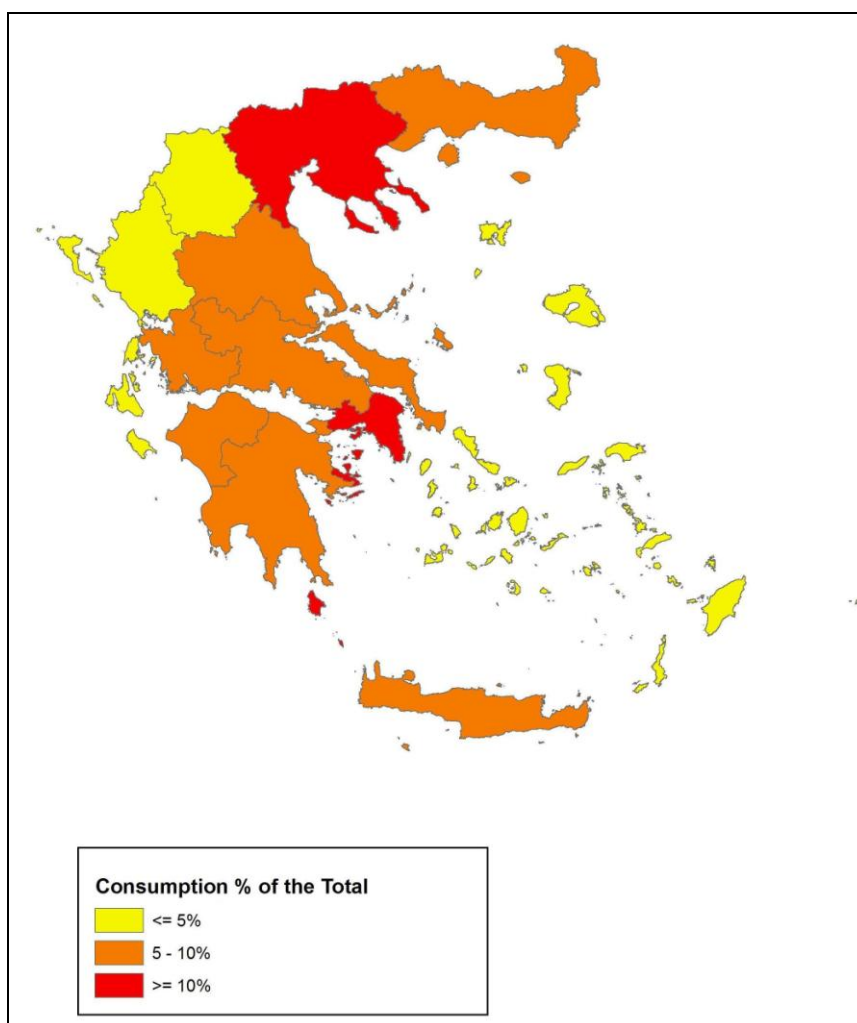 Consumption % of the Total
<= 5%
5 - 10%
>= 10%